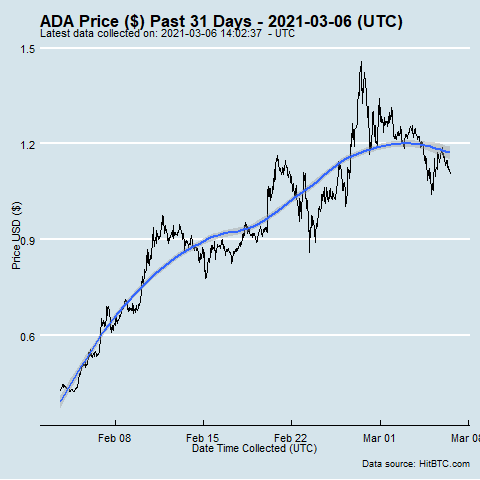 ADA Price ($) Past 31 Days - 2021-03-06 (UTC)
Latest data collected on: 2021-03-06 14:02:37 - UTC
1.5
1.2
0.9
0.6
Price USD ($)
Feb 08
Feb 15
Feb 22
Mar 01
Mar 08
Date Time Collected (UTC)
Data source: HitBTC.com